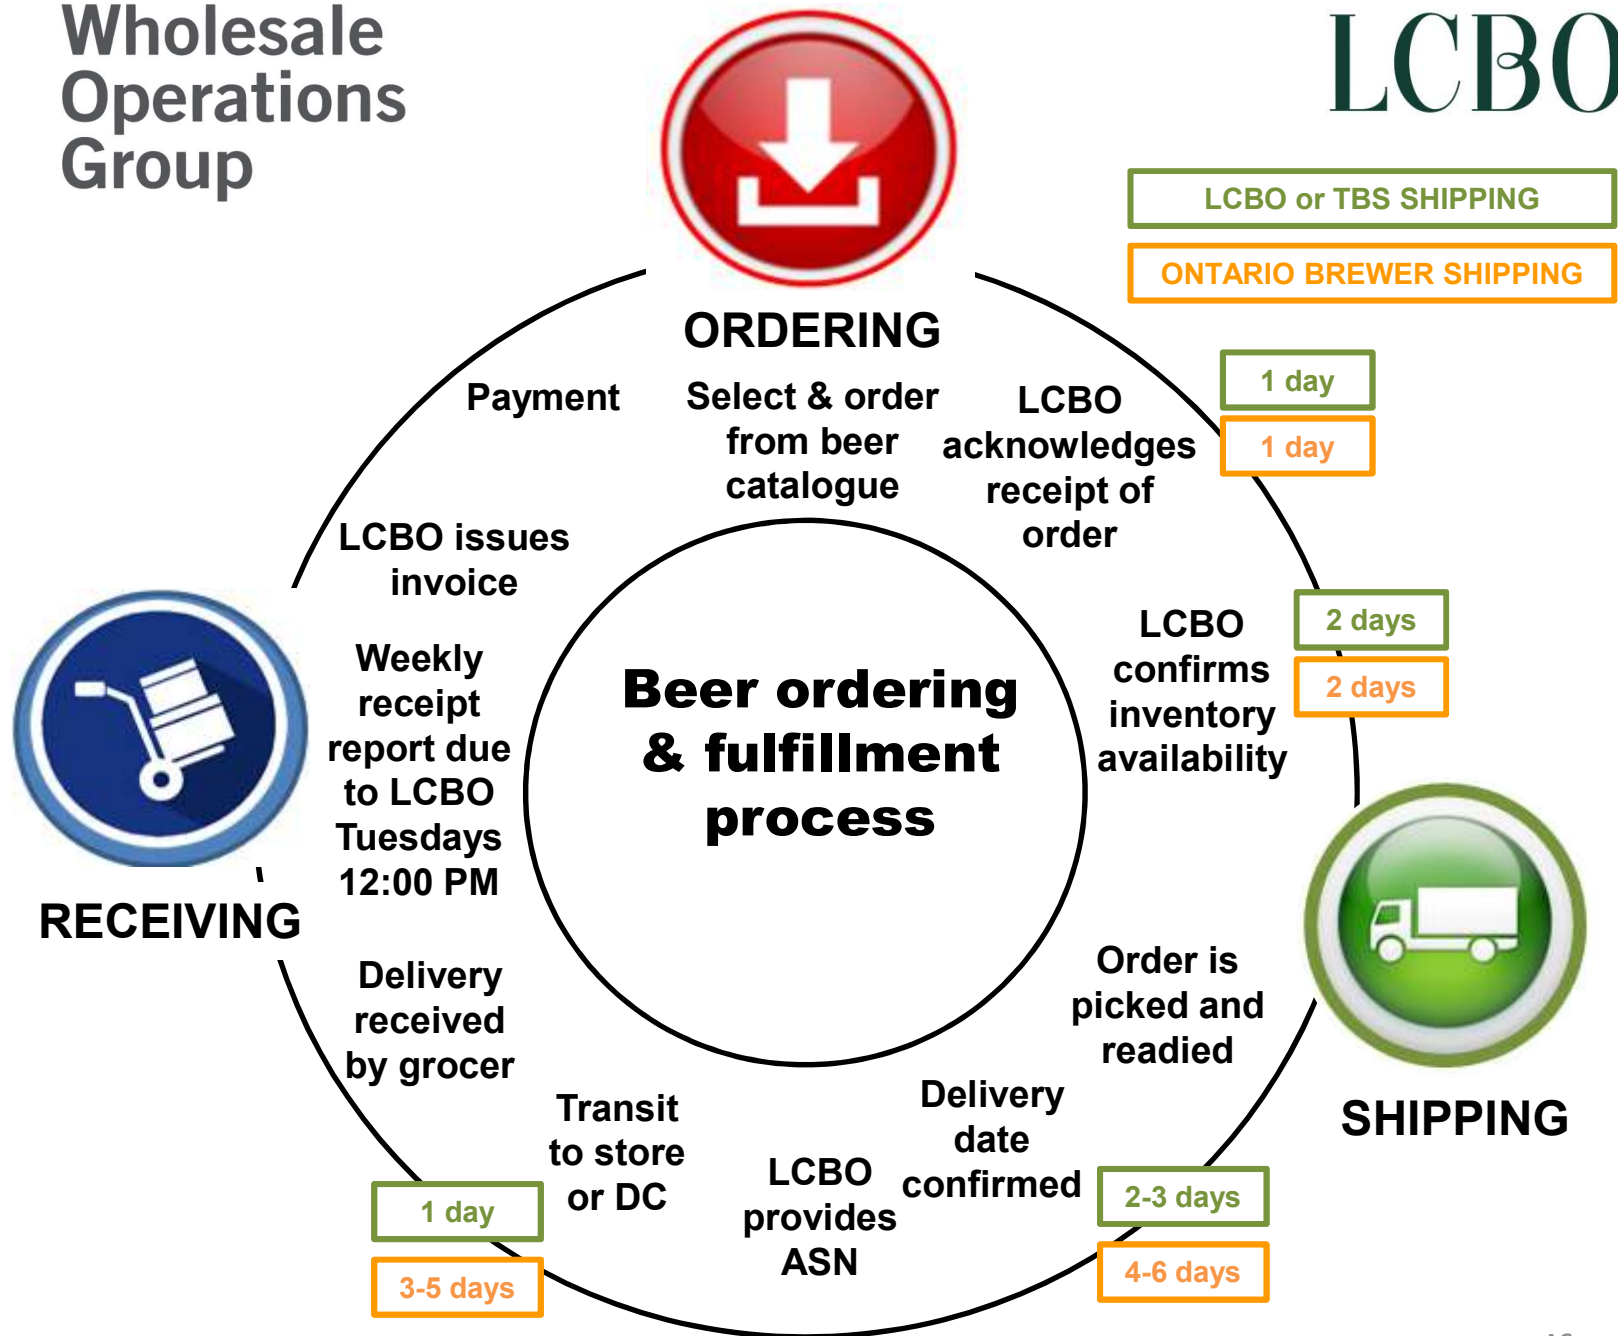 Wholesale
Operations
Group
LCBO
LCBO or TBS SHIPPING
ONTARIO BREWER SHIPPING
ORDERING
Select & order
from beer
catalogue
LCBO
acknowledges
receipt of
order
1 day
1 day
LCBO
confirms
inventory
availability
2 days
2 days
SHIPPING
Order is
picked and
readied
Delivery
date
confirmed
2-3 days
4-6 days
LCBO
provides
ASN
Transit
to store
or DC
1 day
3-5 days
Delivery
received
by grocer
RECEIVING
Weekly
receipt
report due
to LCBO
Tuesdays
12:00 PM
LCBO issues
invoice
Payment
Beer ordering
& fulfillment
process